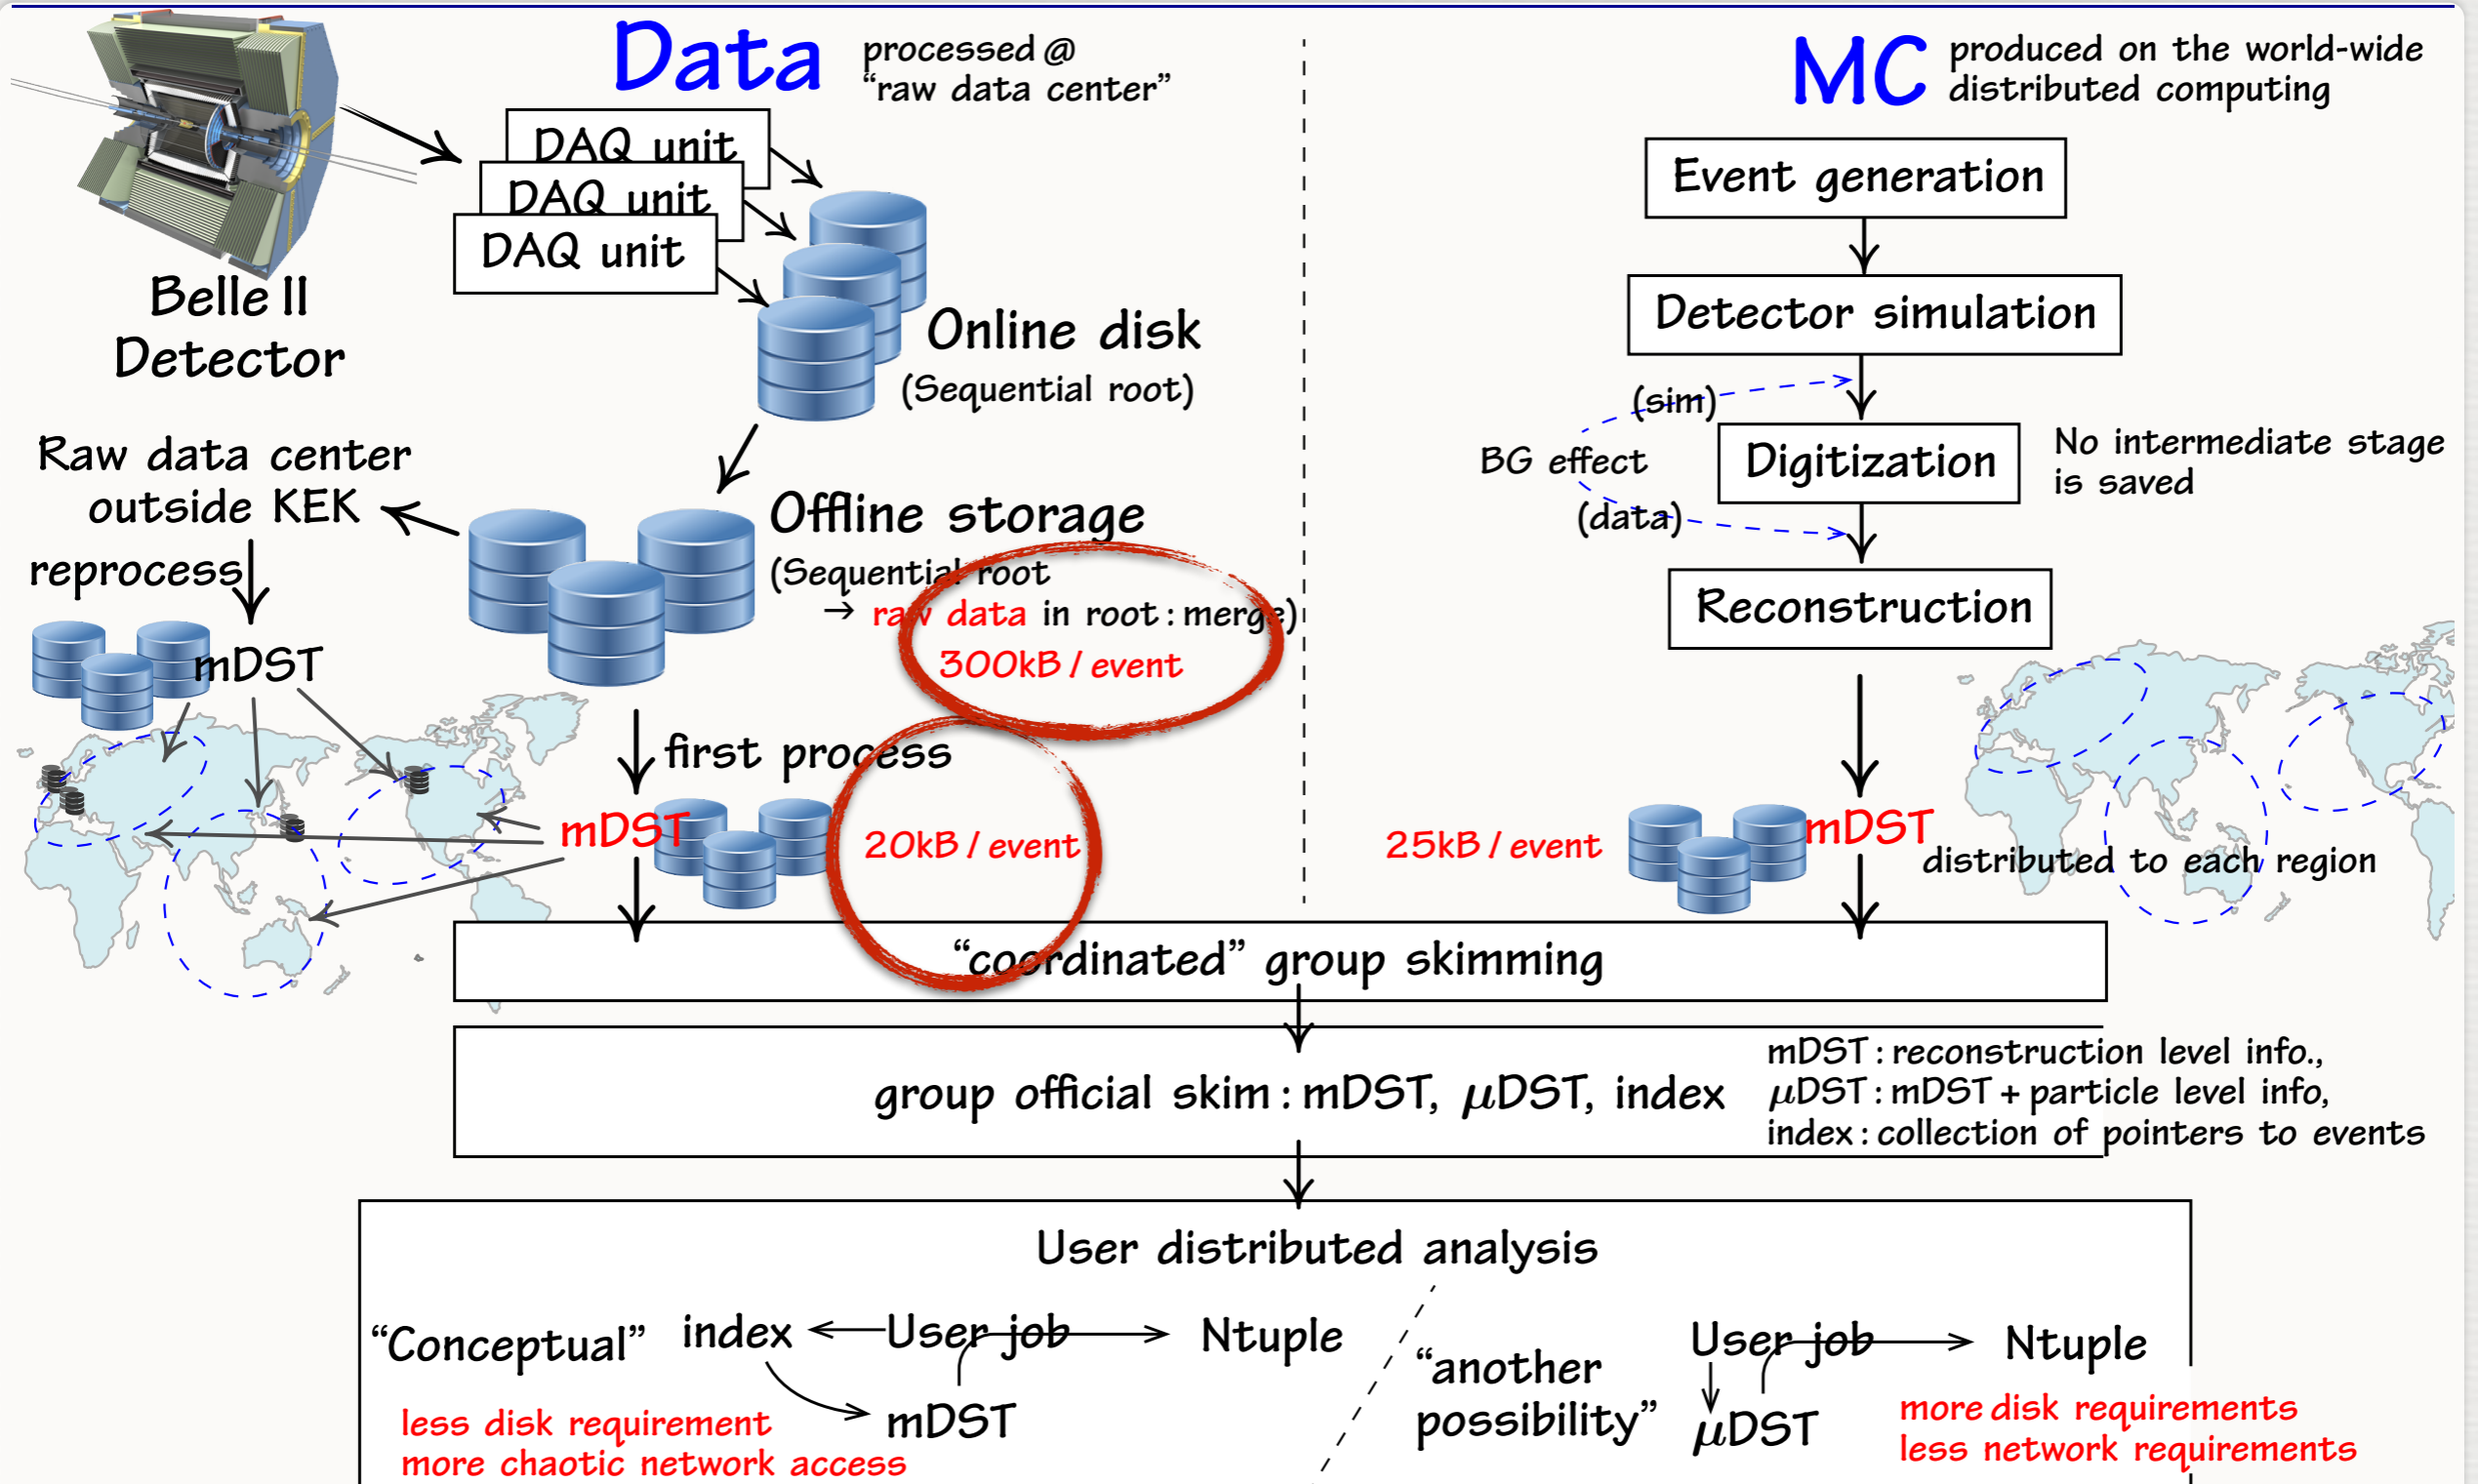 Data
processed @
“raw data center”
MC
produced on the world-wide
distributed computing
DAQ unit
DAQ unit
DAQ unit
Belle II
Detector
Online disk
(Sequential root)
Raw data center
outside KEK
reprocess
mDST
Offline storage
(Sequential root
→ raw data in root : merge)
300kB / event
first process
mDST
20kB / event
Event generation
Detector simulation
(sim)
BG effect
(data)
Digitization
No intermediate stage
is saved
Reconstruction
25kB / event
mDST
distributed to each region
“coordinated” group skimming
group official skim : mDST, μDST, index
mDST : reconstruction level info.,
μDST : mDST + particle level info,
index : collection of pointers to events
User distributed analysis
“Conceptual”
index
User job
Ntuple
mDST
less disk requirement
more chaotic network access
“another
possibility”
User job
Ntuple
μDST
more disk requirements
less network requirements